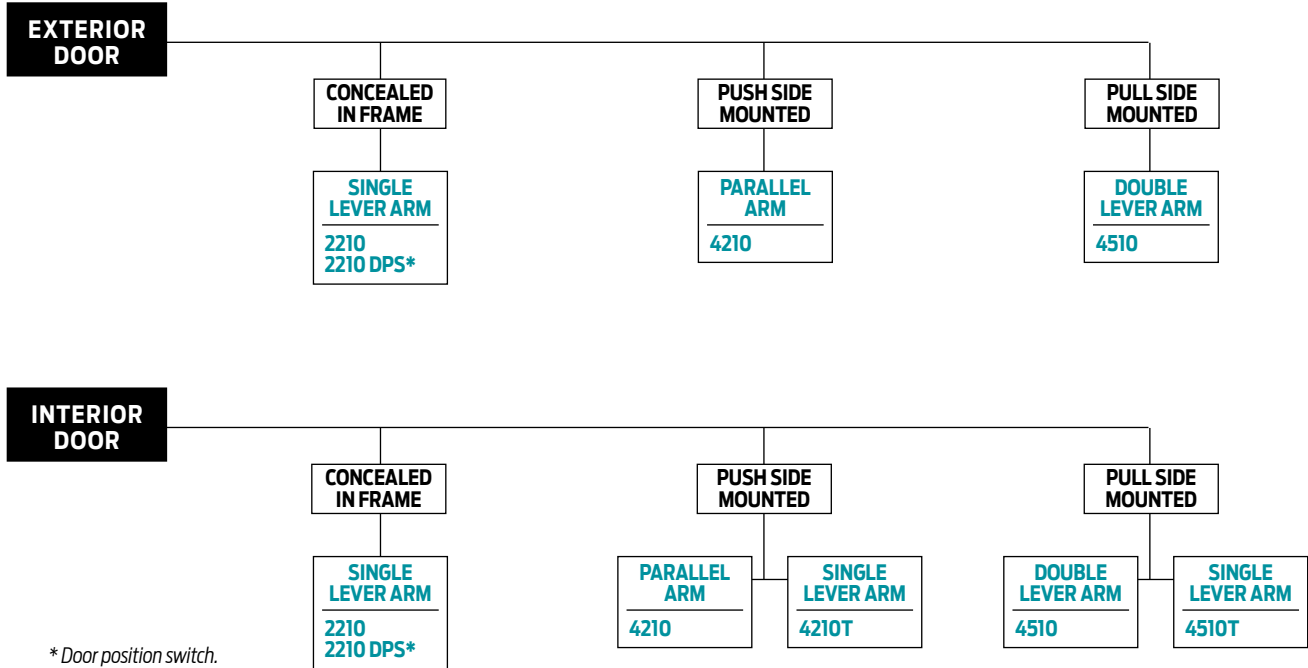 EXTERIOR
DOOR
CONCEALED
IN FRAME
PUSH SIDE
MOUNTED
PULL SIDE
MOUNTED
SINGLE
LEVER ARM
2210
2210 DPS*
PARALLEL
ARM
4210
DOUBLE
LEVER ARM
4510
INTERIOR
DOOR
CONCEALED
IN FRAME
PUSH SIDE
MOUNTED
PULL SIDE
MOUNTED
SINGLE
LEVER ARM
2210
2210 DPS*
PARALLEL
ARM
4210
SINGLE
LEVER ARM
4210T
DOUBLE
LEVER ARM
4510
SINGLE
LEVER ARM
4510T
* Door position switch.